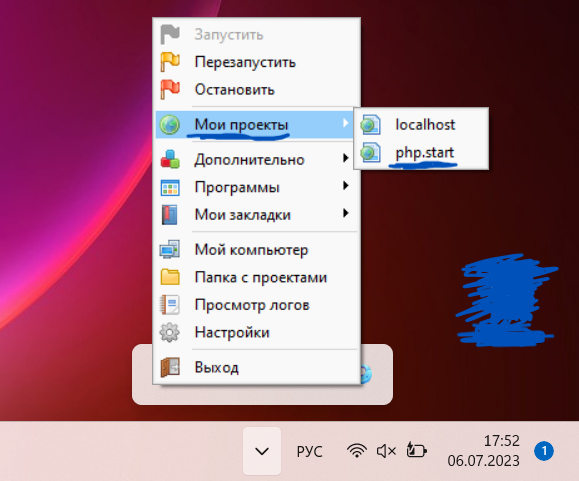 Запустить
Перезапустить
Остановить
Мои проекты
localhost
php.start
Дополнительно
Программы
Мои закладки
Мой компьютер
Папка с проектами
Просмотр логов
Настройки
Выход
РУС
17:52
06.07.2023
1